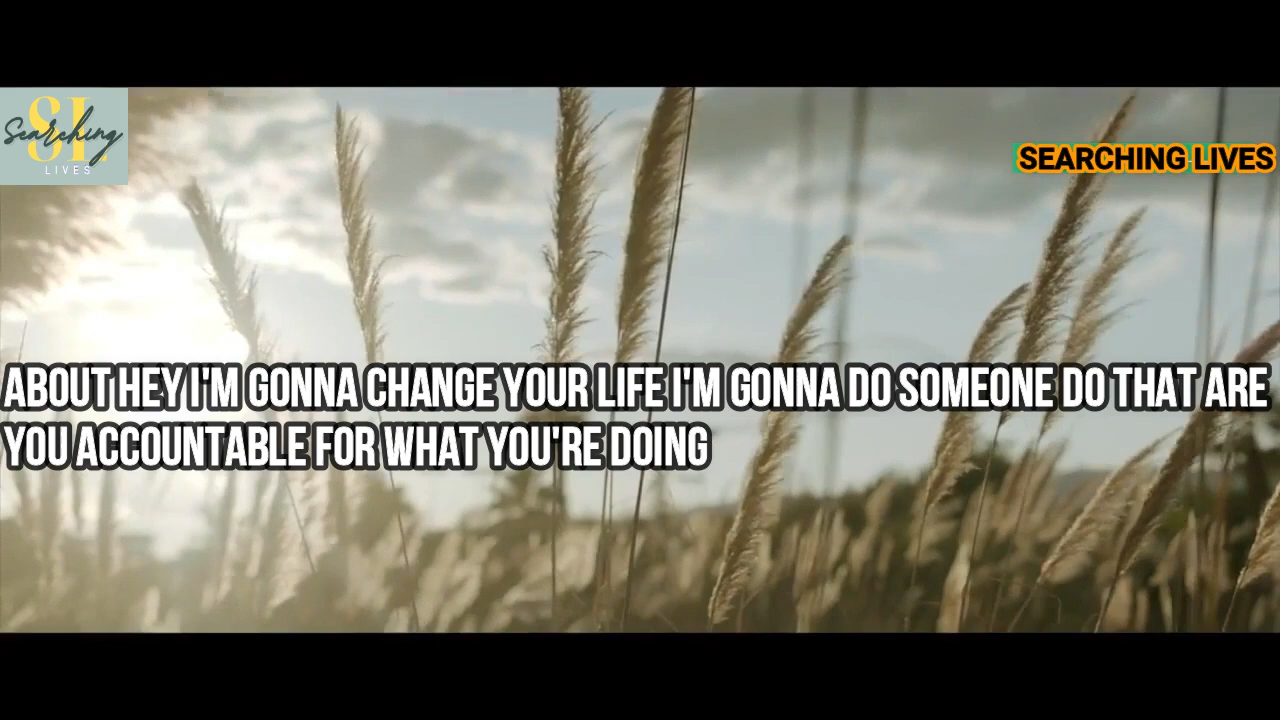 SL
Searching
LIVES
SEARCHING LIVES
ABOUT HEY I'M GONNA CHANGE YOUR LIFE I'M GONNA DO SOMEONE DO THAT ARE
YOU ACCOUNTABLE FOR WHAT YOU'RE DOING